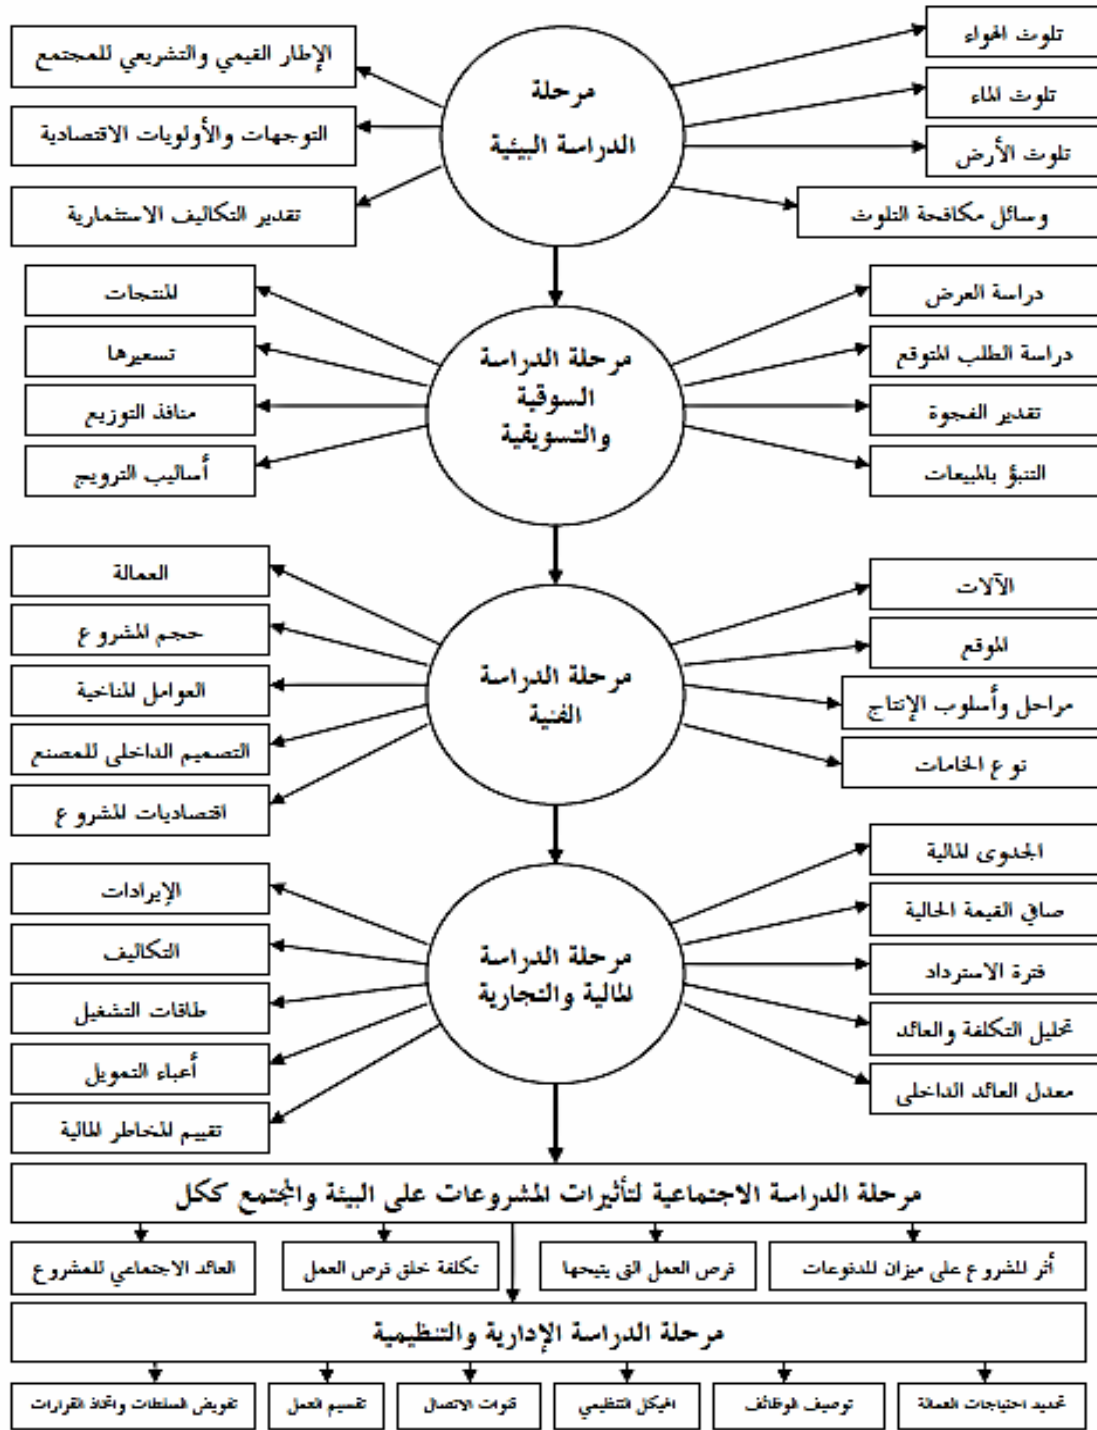 مرحلة
الدراسة البيئية
تلوث الهواء
تلوث الماء
تلوث الأرض
وسائل مكافحة التلوث
الإطار القيمي والتشريعي للمجتمع
التوجهات والأولويات الاقتصادية
تقدير التكاليف الاستثمارية
مرحلة الدراسة
السوقية
والتسويقية
دراسة العرض
دراسة الطلب المتوقع
تقدير الفجوة
التنبؤ بالمبيعات
المنتجات
تسعيرها
منافذ التوزيع
أساليب الترويج
مرحلة الدراسة
الفنية
الآلات
الموقع
مراحل وأسلوب الإنتاج
نوع الخامات
العمالة
حجم المشروع
العوامل المناخية
التصميم الداخلى للمصنع
اقتصاديات المشروع
مرحلة الدراسة
المالية والتجارية
الجدوى المالية
صافي القيمة الحالية
فترة الاسترداد
تحليل التكلفة والعائد
معدل العائد الداخلى
الإيرادات
التكاليف
طاقات التشغيل
أعباء التمويل
تقييم المخاطر المالية
مرحلة الدراسة الاجتماعية لتأثيرات المشروعات على البيئة والمجتمع ككل
أثر المشروع على ميزان المدفوعات
فرص العمل التى يتيحها
تكلفة خلق فرص العمل
العائد الاجتماعي للمشروع
مرحلة الدراسة الإدارية والتنظيمية
تحديد احتياجات العمالة
توصيف الوظائف
الهيكل التنظيمي
قنوات الاتصال
تقسيم العمل
تفويض السلطات واتخاذ القرارات